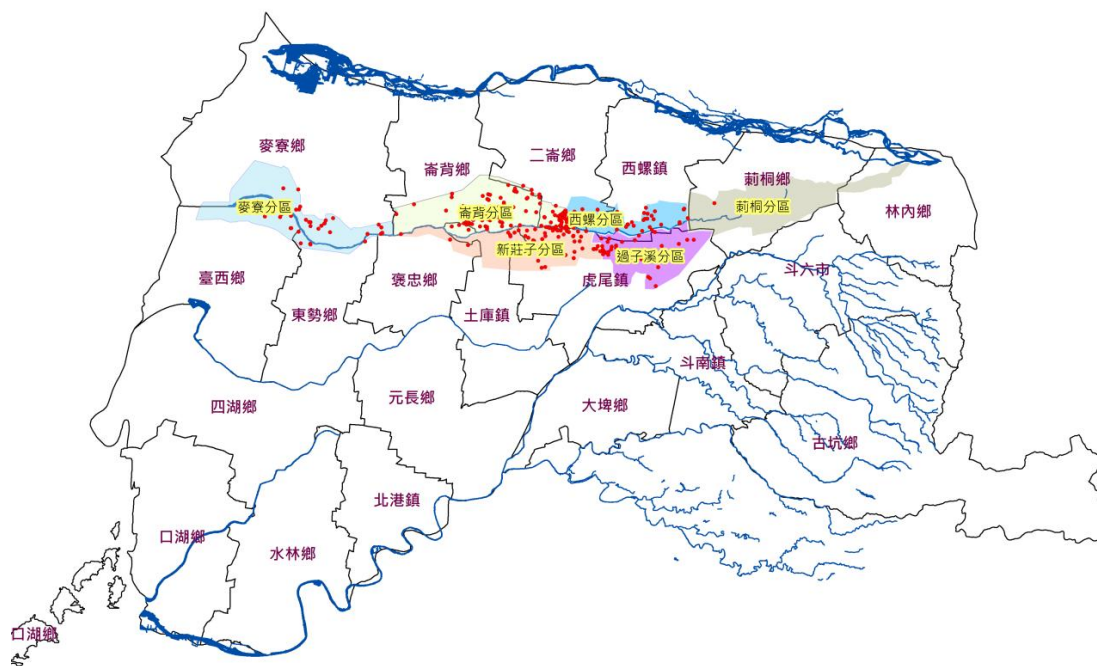 麥寮鄉
崙背鄉
二崙鄉
西螺鎮
莿桐鄉
林內鄉
麥寮分區
崙背分區
西螺分區
莿桐分區
新莊子分區
過子溪分區
臺西鄉
褒忠鄉
虎尾鎮
斗六市
東勢鄉
土庫鎮
斗南鎮
四湖鄉
元長鄉
大埤鄉
古坑鄉
北港鎮
口湖鄉
水林鄉
口湖鄉